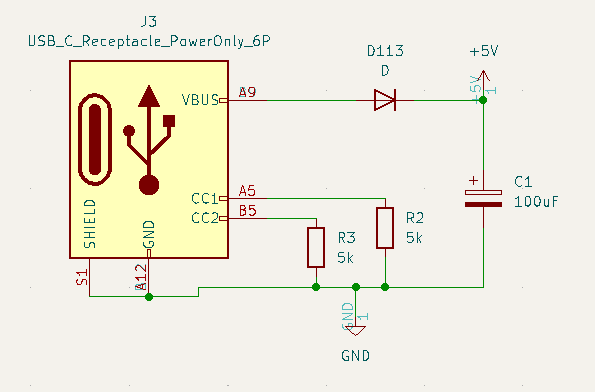 J3
USB_C_Receptacle_PowerOnly_6P
D113
D
+5V
+5V
1
VBUS
A9
CC1
A5
CC2
B5
SHIELD
GND
S1
A12
R3
5k
R2
5k
+
C1
100uF
GND
1
GND